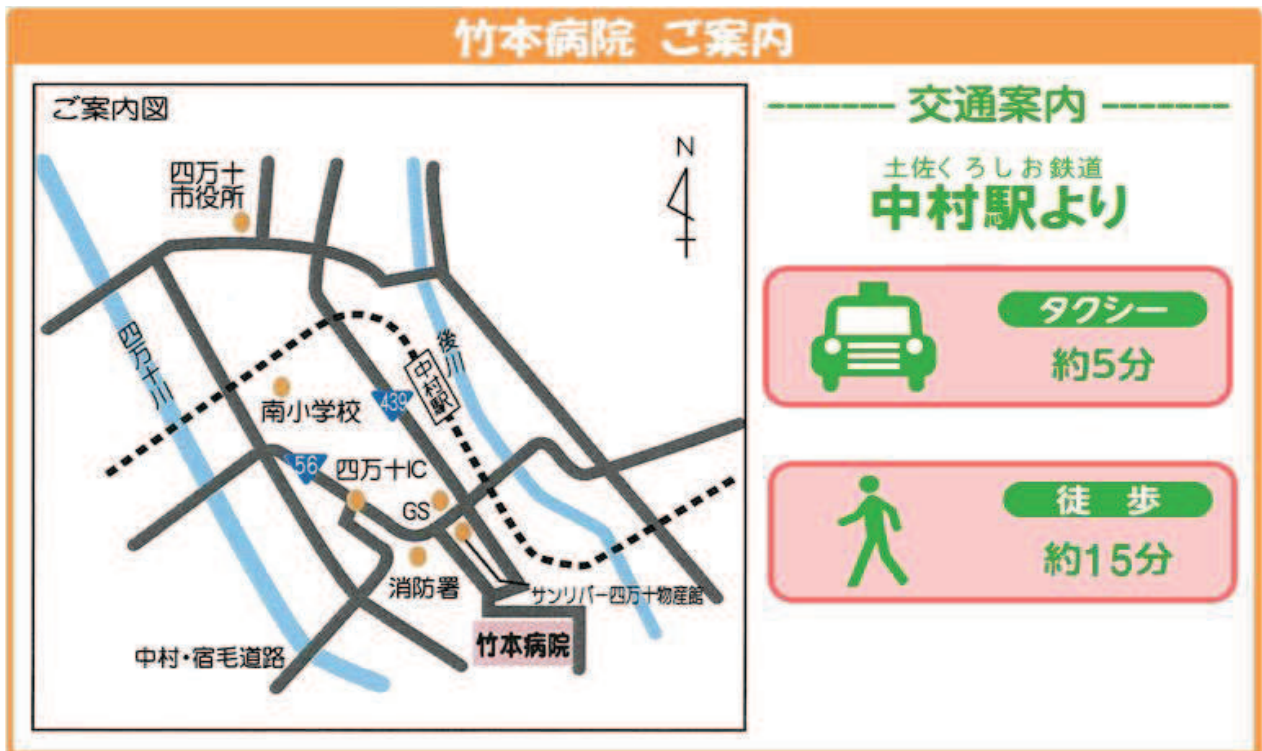 竹本病院 ご案内
ご案内図
N
四万十
市役所
四万十川
後川
中村駅
439
南小学校
56
四万十IC
GS
消防署
サンリバー四万十物産館
竹本病院
中村・宿毛道路
交通案内
土佐くろしお鉄道
中村駅より
タクシー
約5分
徒 歩
約15分